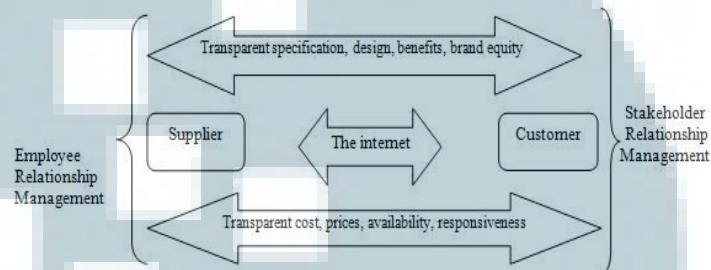 Transparent specification, design, benefits, brand equity
Supplier
The internet
Customer
Employee
Relationship
Management
Stakeholder
Relationship
Management
Transparent cost, prices, availability, responsiveness